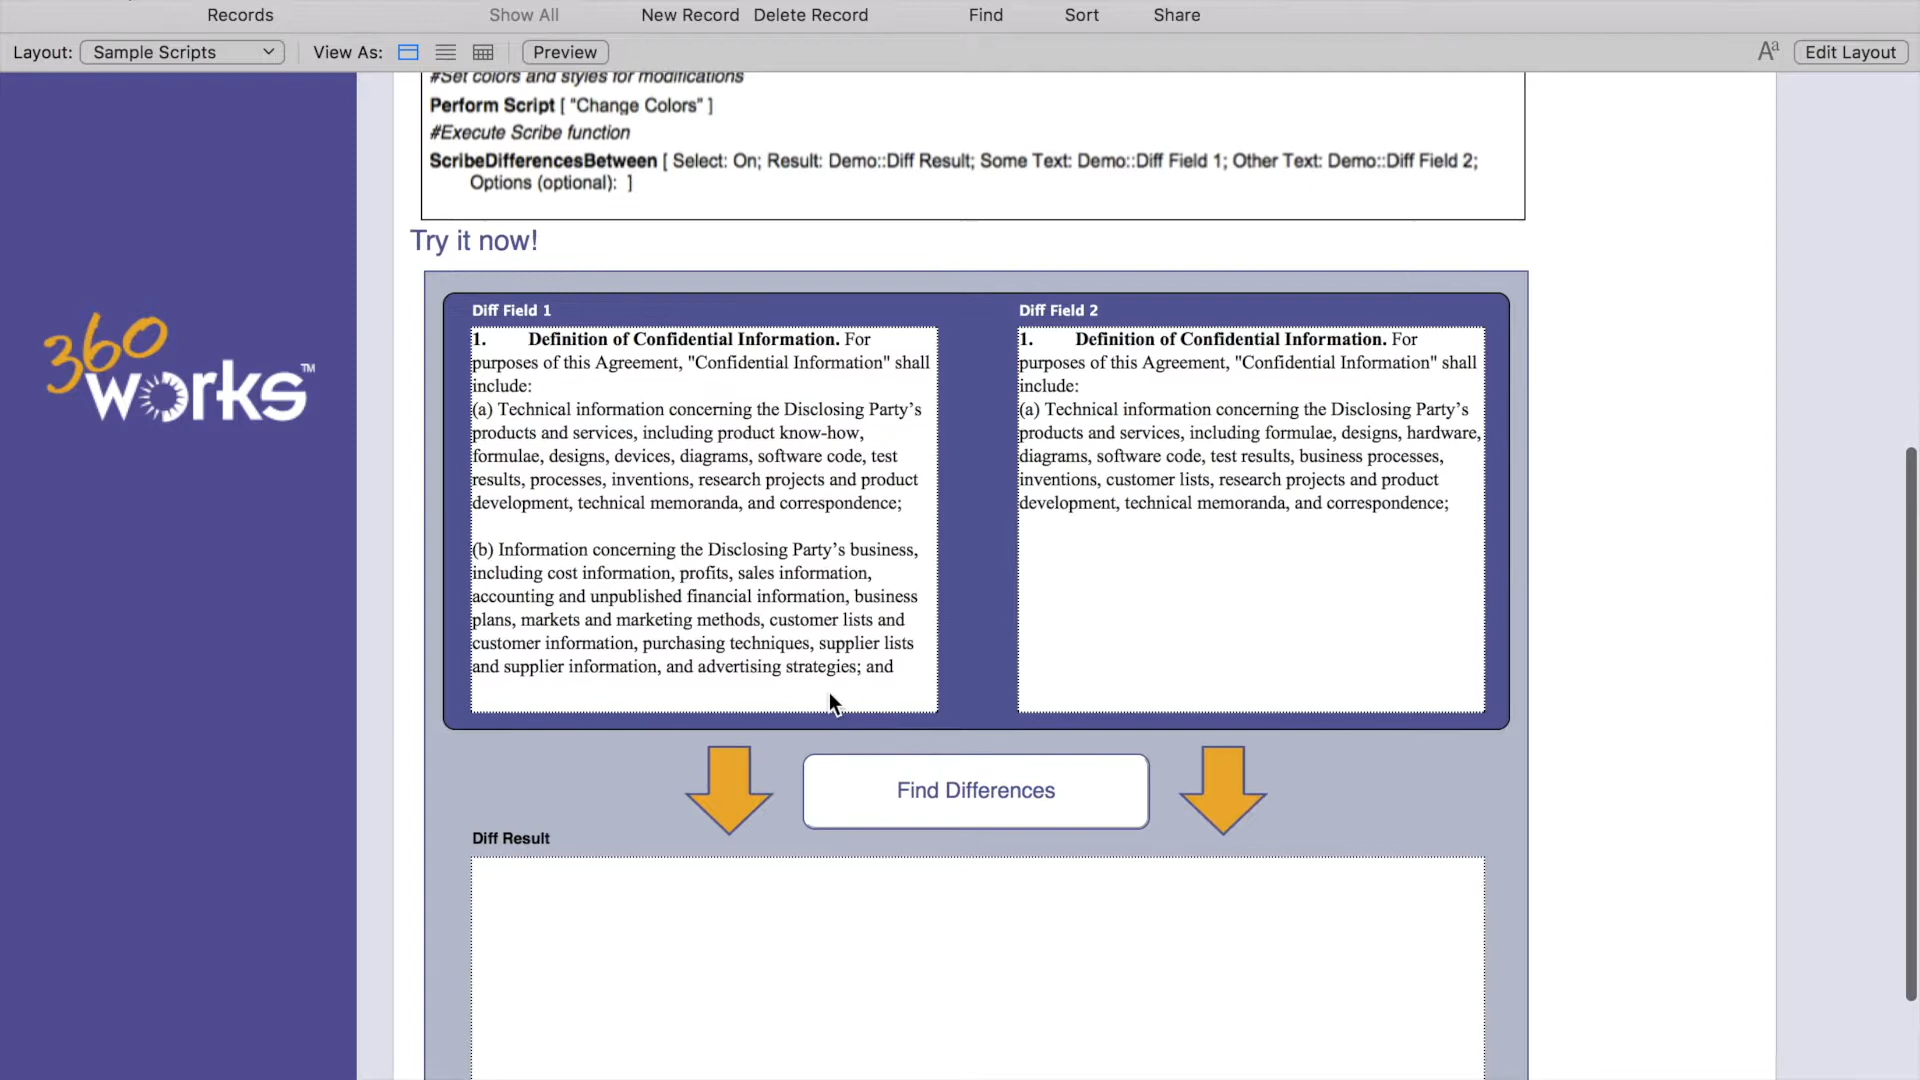 Records
Show All
New Record
Delete Record
Find
Sort
Share
Layout:
Sample Scripts
View As:
Preview
Aa
Edit Layout
#Set colors and styles for modifications
Perform Script [ "Change Colors" ]
#Execute Scribe function
ScribeDifferencesBetween [ Select: On; Result: Demo::Diff Result; Some Text: Demo::Diff Field 1; Other Text: Demo::Diff Field 2;
Options (optional): ]
Try it now!
360
works™
Diff Field 1
1. Definition of Confidential Information. For
purposes of this Agreement, "Confidential Information" shall
include:
(a) Technical information concerning the Disclosing Party’s
products and services, including product know-how,
formulae, designs, devices, diagrams, software code, test
results, processes, inventions, research projects and product
development, technical memoranda, and correspondence;
(b) Information concerning the Disclosing Party’s business,
including cost information, profits, sales information,
accounting and unpublished financial information, business
plans, markets and marketing methods, customer lists and
customer information, purchasing techniques, supplier lists
and supplier information, and advertising strategies; and
Diff Field 2
1. Definition of Confidential Information. For
purposes of this Agreement, "Confidential Information" shall
include:
(a) Technical information concerning the Disclosing Party’s
products and services, including formulae, designs, hardware,
diagrams, software code, test results, business processes,
inventions, customer lists, research projects and product
development, technical memoranda, and correspondence;
Find Differences
Diff Result